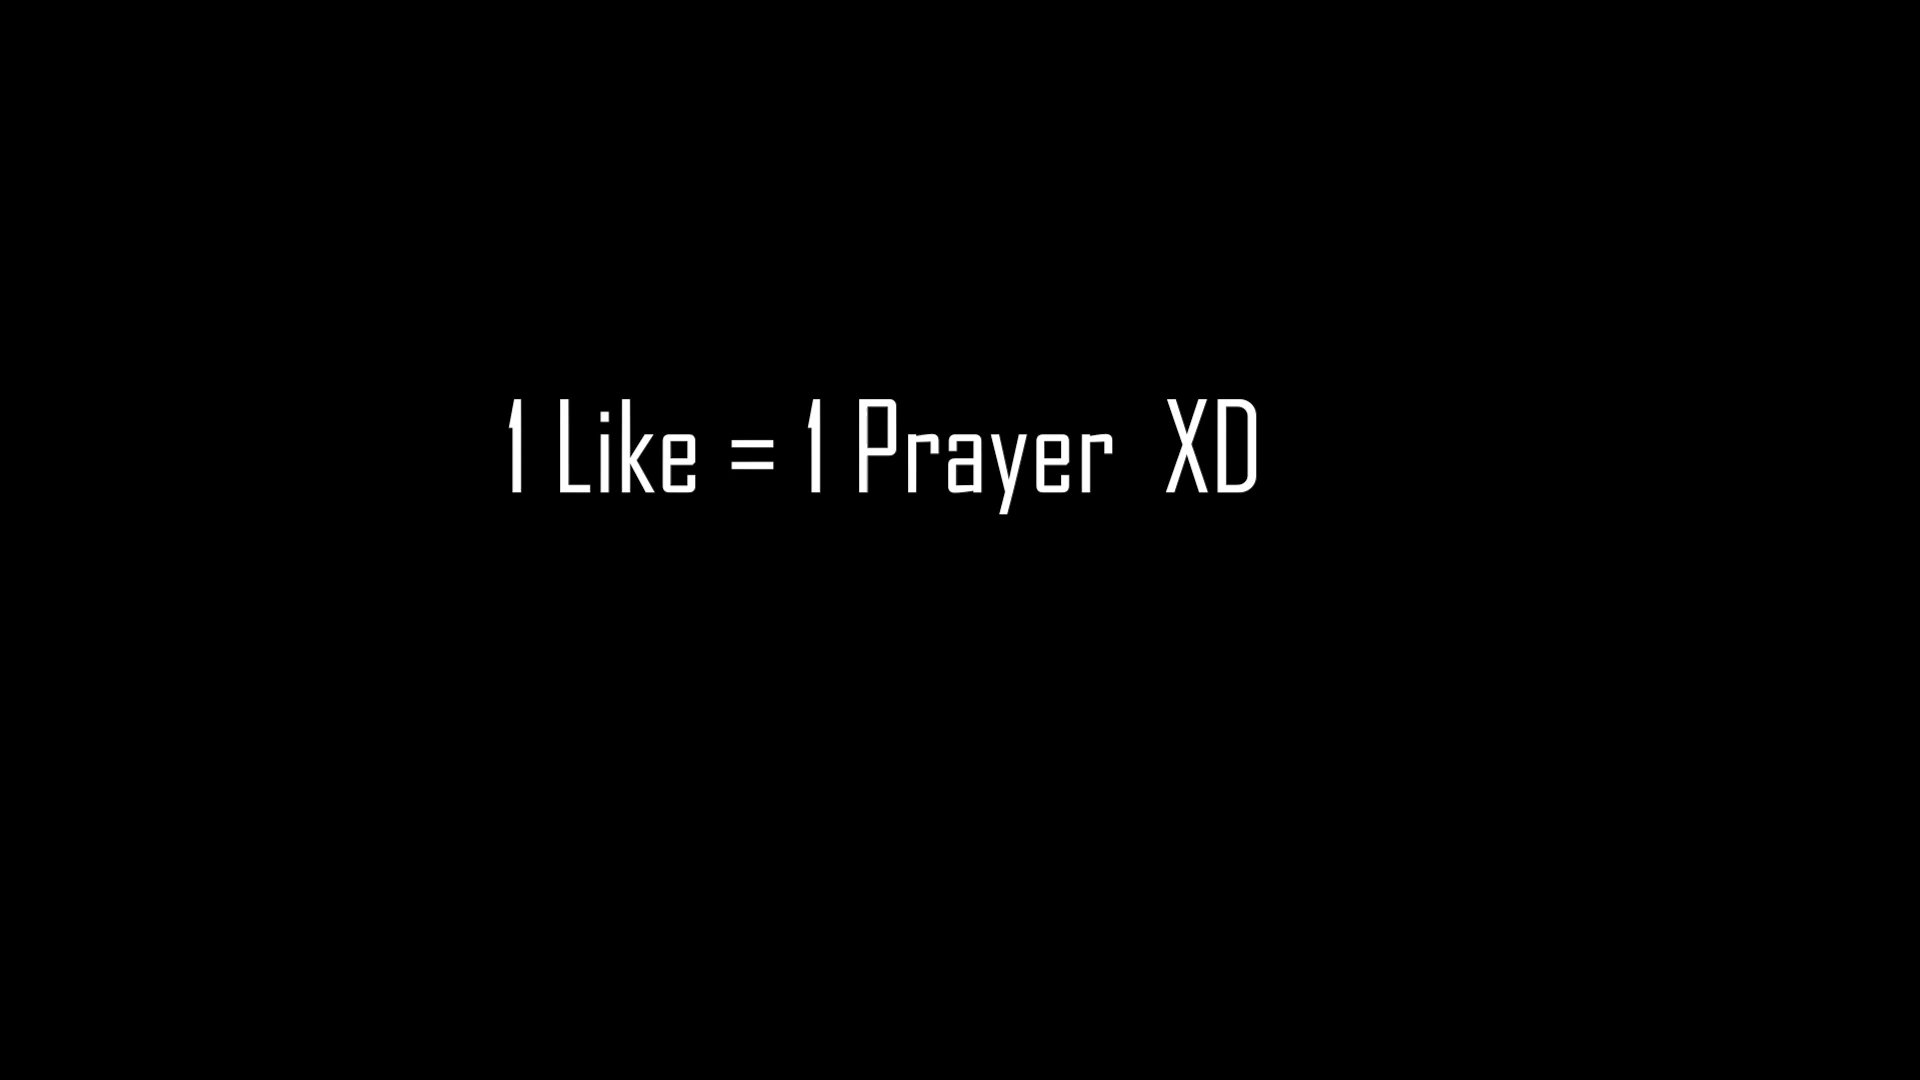 1 Like = 1 Prayer  XD